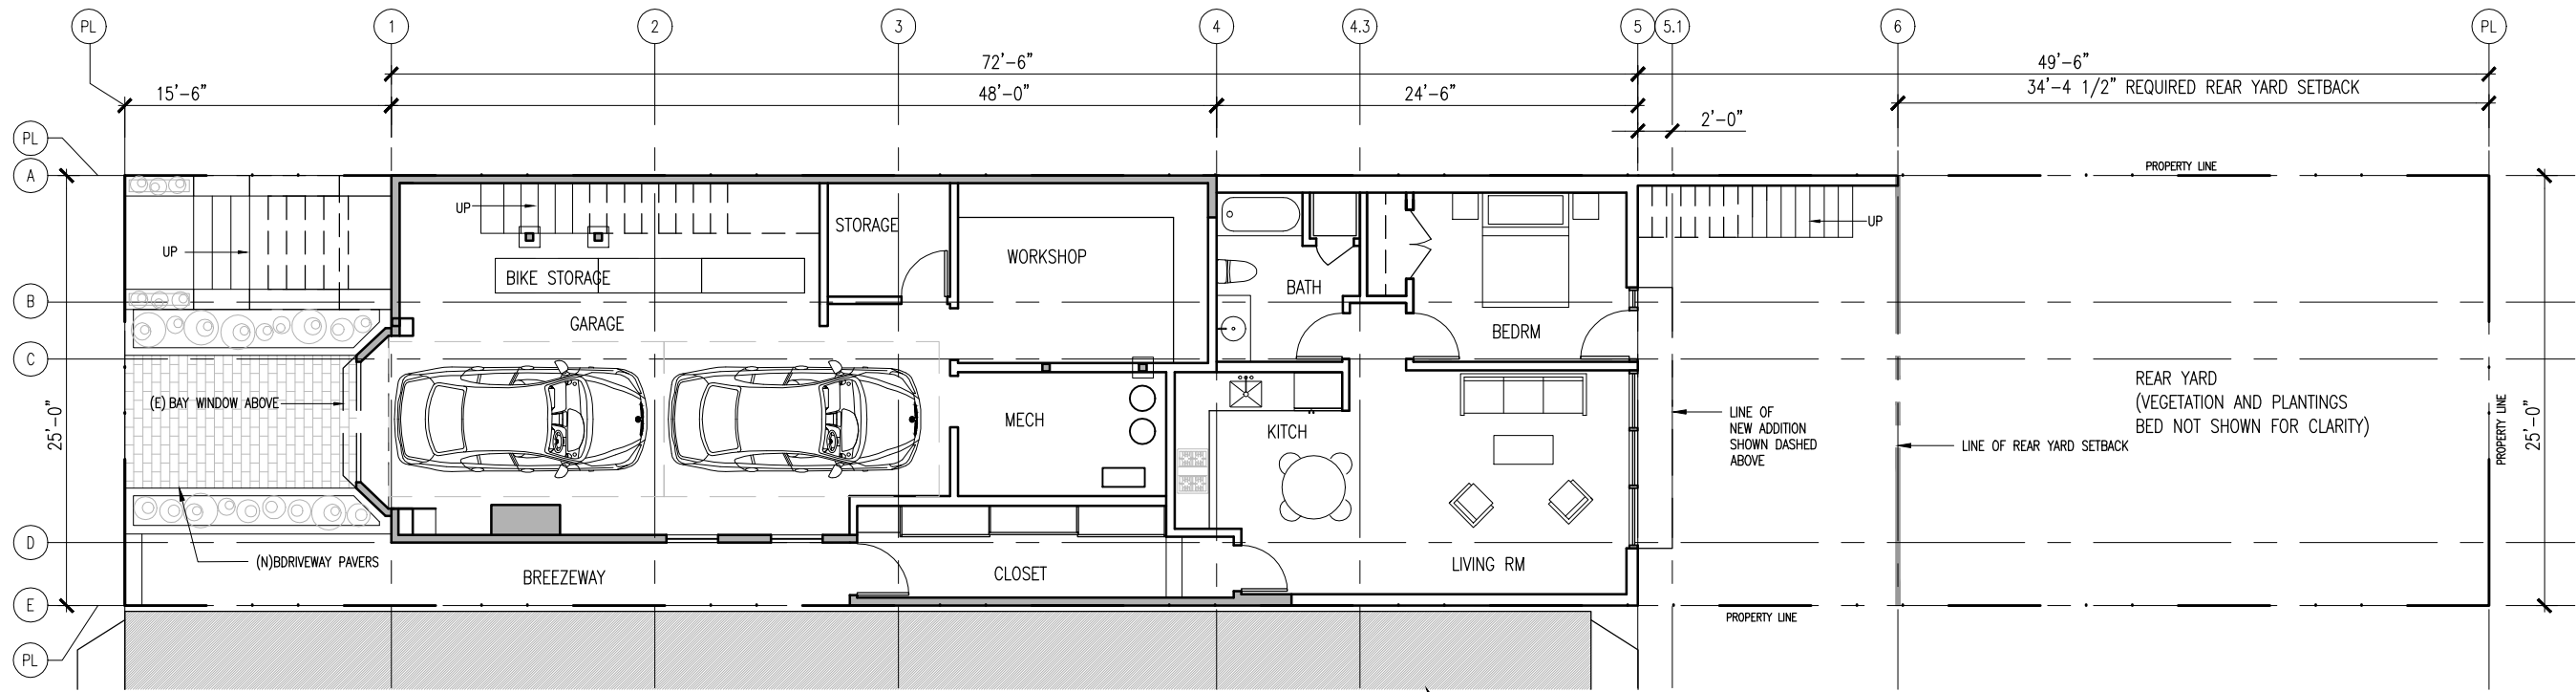 PL
1
2
3
4
4.3
5
5.1
6
PL
72'-6"
49'-6"
15'-6"
48'-0"
24'-6"
34'-4 1/2" REQUIRED REAR YARD SETBACK
2'-0"
PL
A
B
C
D
E
PL
25'-0"
25'-0"
PROPERTY LINE
UP
UP
STORAGE
WORKSHOP
BIKE STORAGE
GARAGE
BATH
BEDRM
UP
(E) BAY WINDOW ABOVE
MECH
KITCH
LINE OF
NEW ADDITION
SHOWN DASHED
ABOVE
LINE OF REAR YARD SETBACK
REAR YARD
(VEGETATION AND PLANTINGS
BED NOT SHOWN FOR CLARITY)
PROPERTY LINE
(N)BDRIVEWAY PAVERS
BREEZEWAY
CLOSET
LIVING RM
PROPERTY LINE